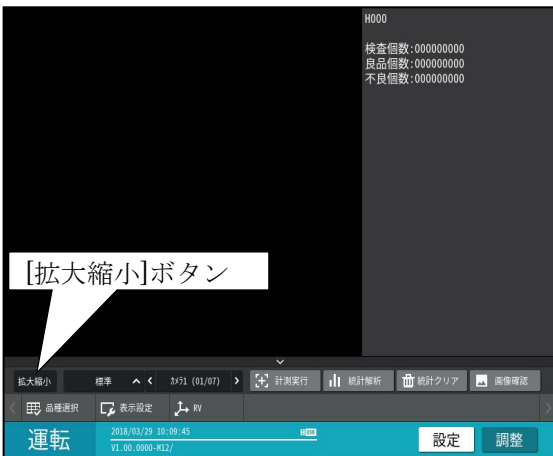 H000
検査個数:000000000
良品個数:000000000
不良個数:000000000
[拡大縮小]ボタン
拡大縮小 標準 カメラ1 (01/07) 計測実行 統計解析 統計クリア 画像確認
品種選択 表示設定 RV
運転 2018/03/29 10:09:45 設定 調整
V1.00.0000-M12/